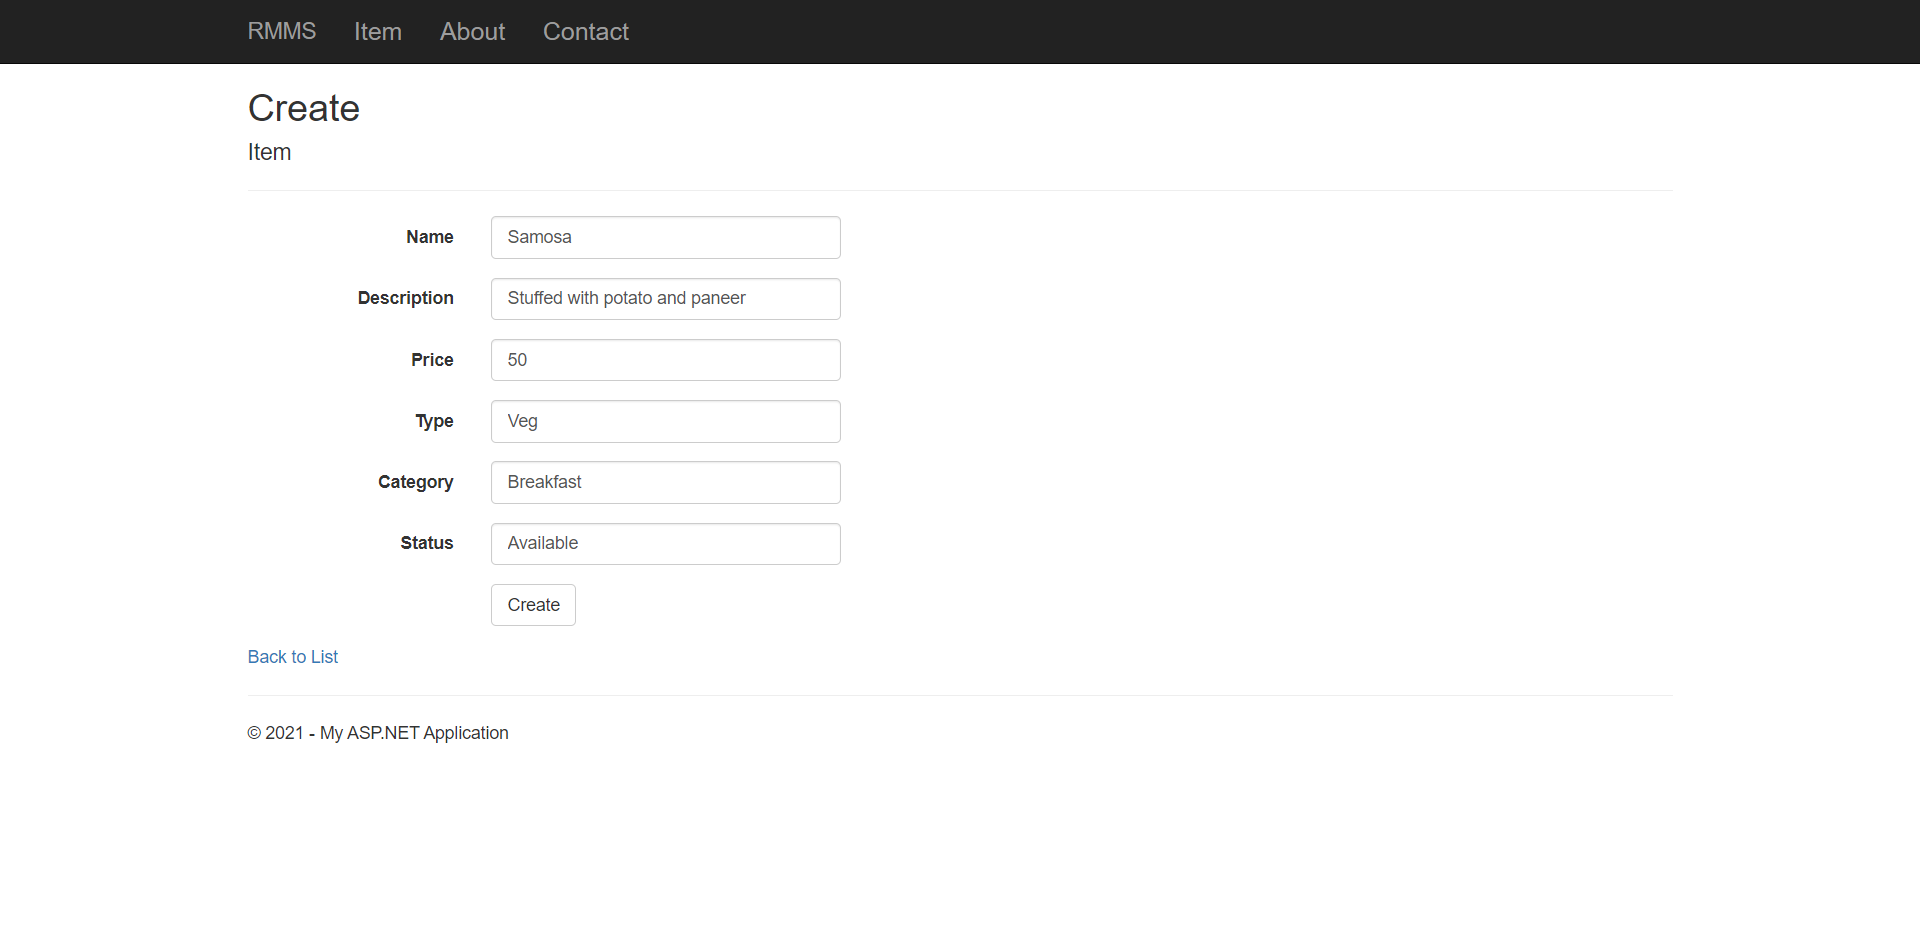 RMMS Item About Contact
Create
Item
Name Samosa
Description Stuffed with potato and paneer
Price 50
Type Veg
Category Breakfast
Status Available
Create
Back to List
© 2021 - My ASP.NET Application